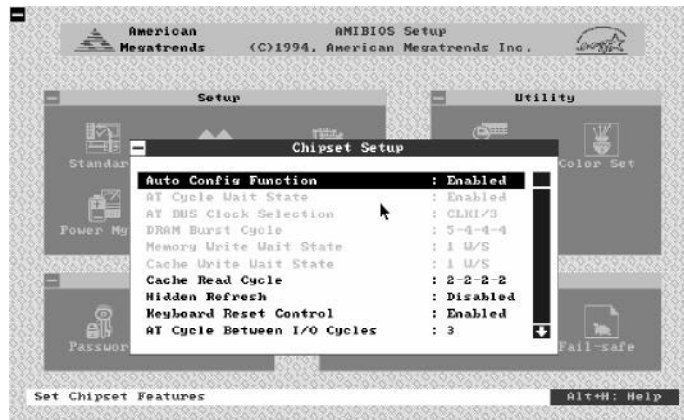 American AMIBIOS Setup
Megatrends (C)1994, American Megatrends Inc.
Setup
Utility
Chipset Setup
Standar
Color Set
Auto Config Function : Enabled
AT Cycle Wait State : Enabled
AT BUS Clock Selection : CLKI/3
DRAM Burst Cycle : 5-4-4-4
Power Mg
Memory Write Wait State : 1 W/S
Cache Write Wait State : 1 W/S
Cache Read Cycle : 2-2-2-2
Hidden Refresh : Disabled
Keyboard Reset Control : Enabled
AT Cycle Between I/O Cycles : 3
Passwor
Fail-safe
Set Chipset Features
Alt+H: Help